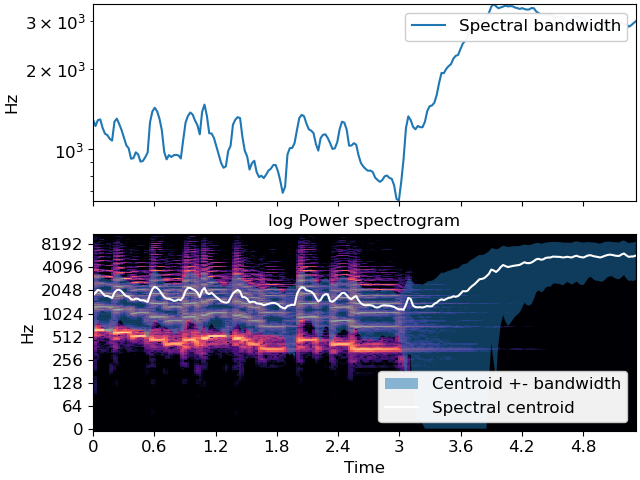 3 × 10³
2 × 10³
10³
Hz
Spectral bandwidth
log Power spectrogram
8192
4096
2048
1024
512
256
128
64
0
Hz
Centroid +- bandwidth
Spectral centroid
0 0.6 1.2 1.8 2.4 3 3.6 4.2 4.8
Time